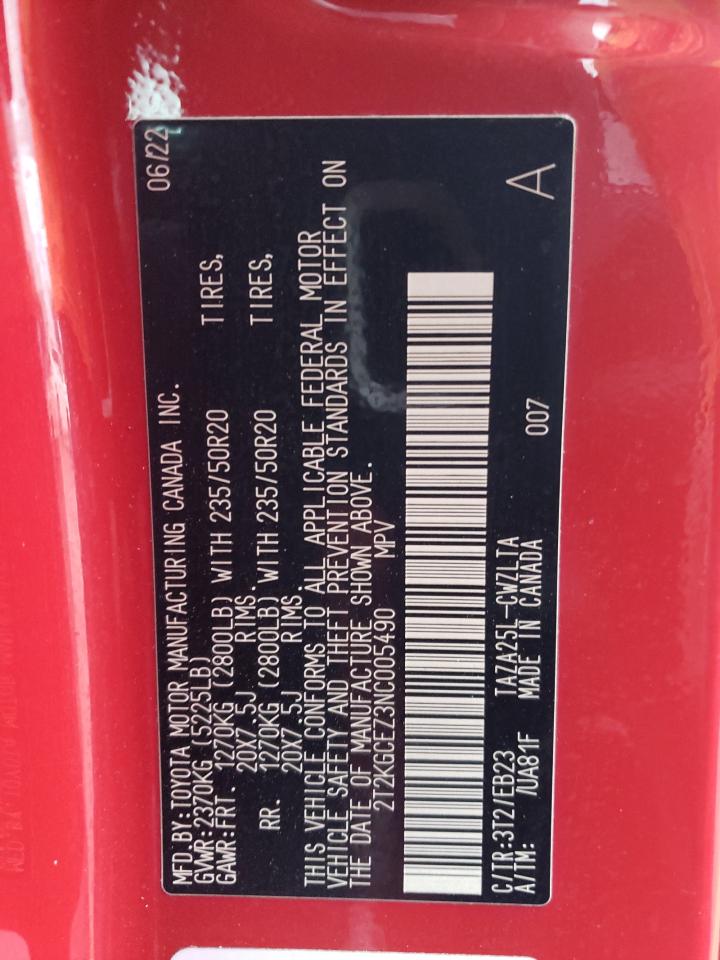 MFD.BY:TOYOTA MOTOR MANUFACTURING CANADA INC. 06/22
GVWR:2370KG (5225LB)
GAWR:FRT. 1270KG (2800LB) WITH 235/50R20 TIRES,
20X7.5J RIMS.
RR. 1270KG (2800LB) WITH 235/50R20 TIRES,
20X7.5J RIMS.
THIS VEHICLE CONFORMS TO ALL APPLICABLE FEDERAL MOTOR
VEHICLE SAFETY AND THEFT PREVENTION STANDARDS IN EFFECT ON
THE DATE OF MANUFACTURE SHOWN ABOVE.
2T2KGCEZ3NC005490 MPV
C/TR:3T2/EB23 TAZA25L-CWZLTA
A/TM: /UA81F MADE IN CANADA 007 A